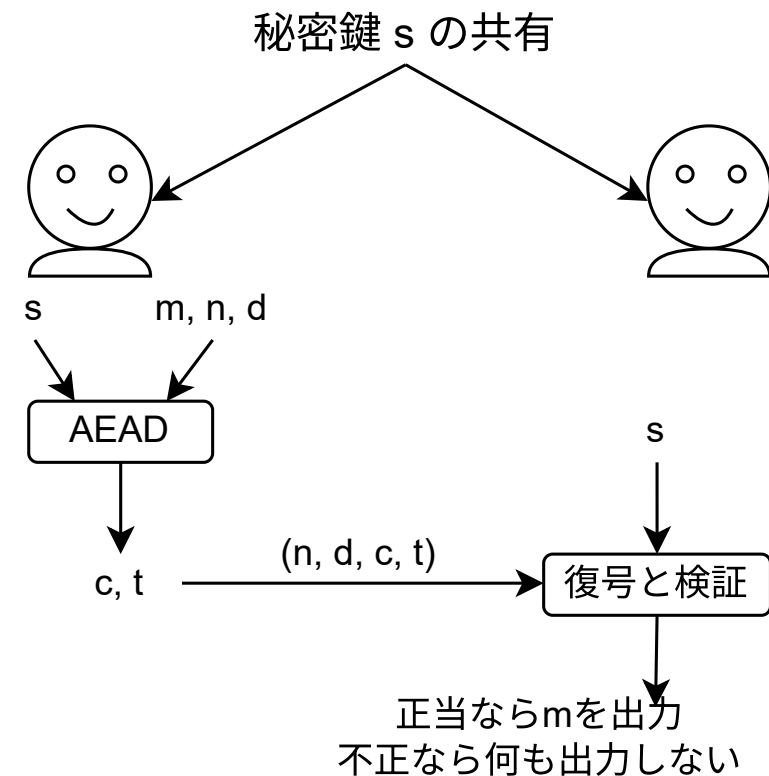 秘密鍵 s の共有
s
m, n, d
AEAD
s
(n, d, c, t)
c, t
復号と検証
正当ならmを出力
不正なら何も出力しない